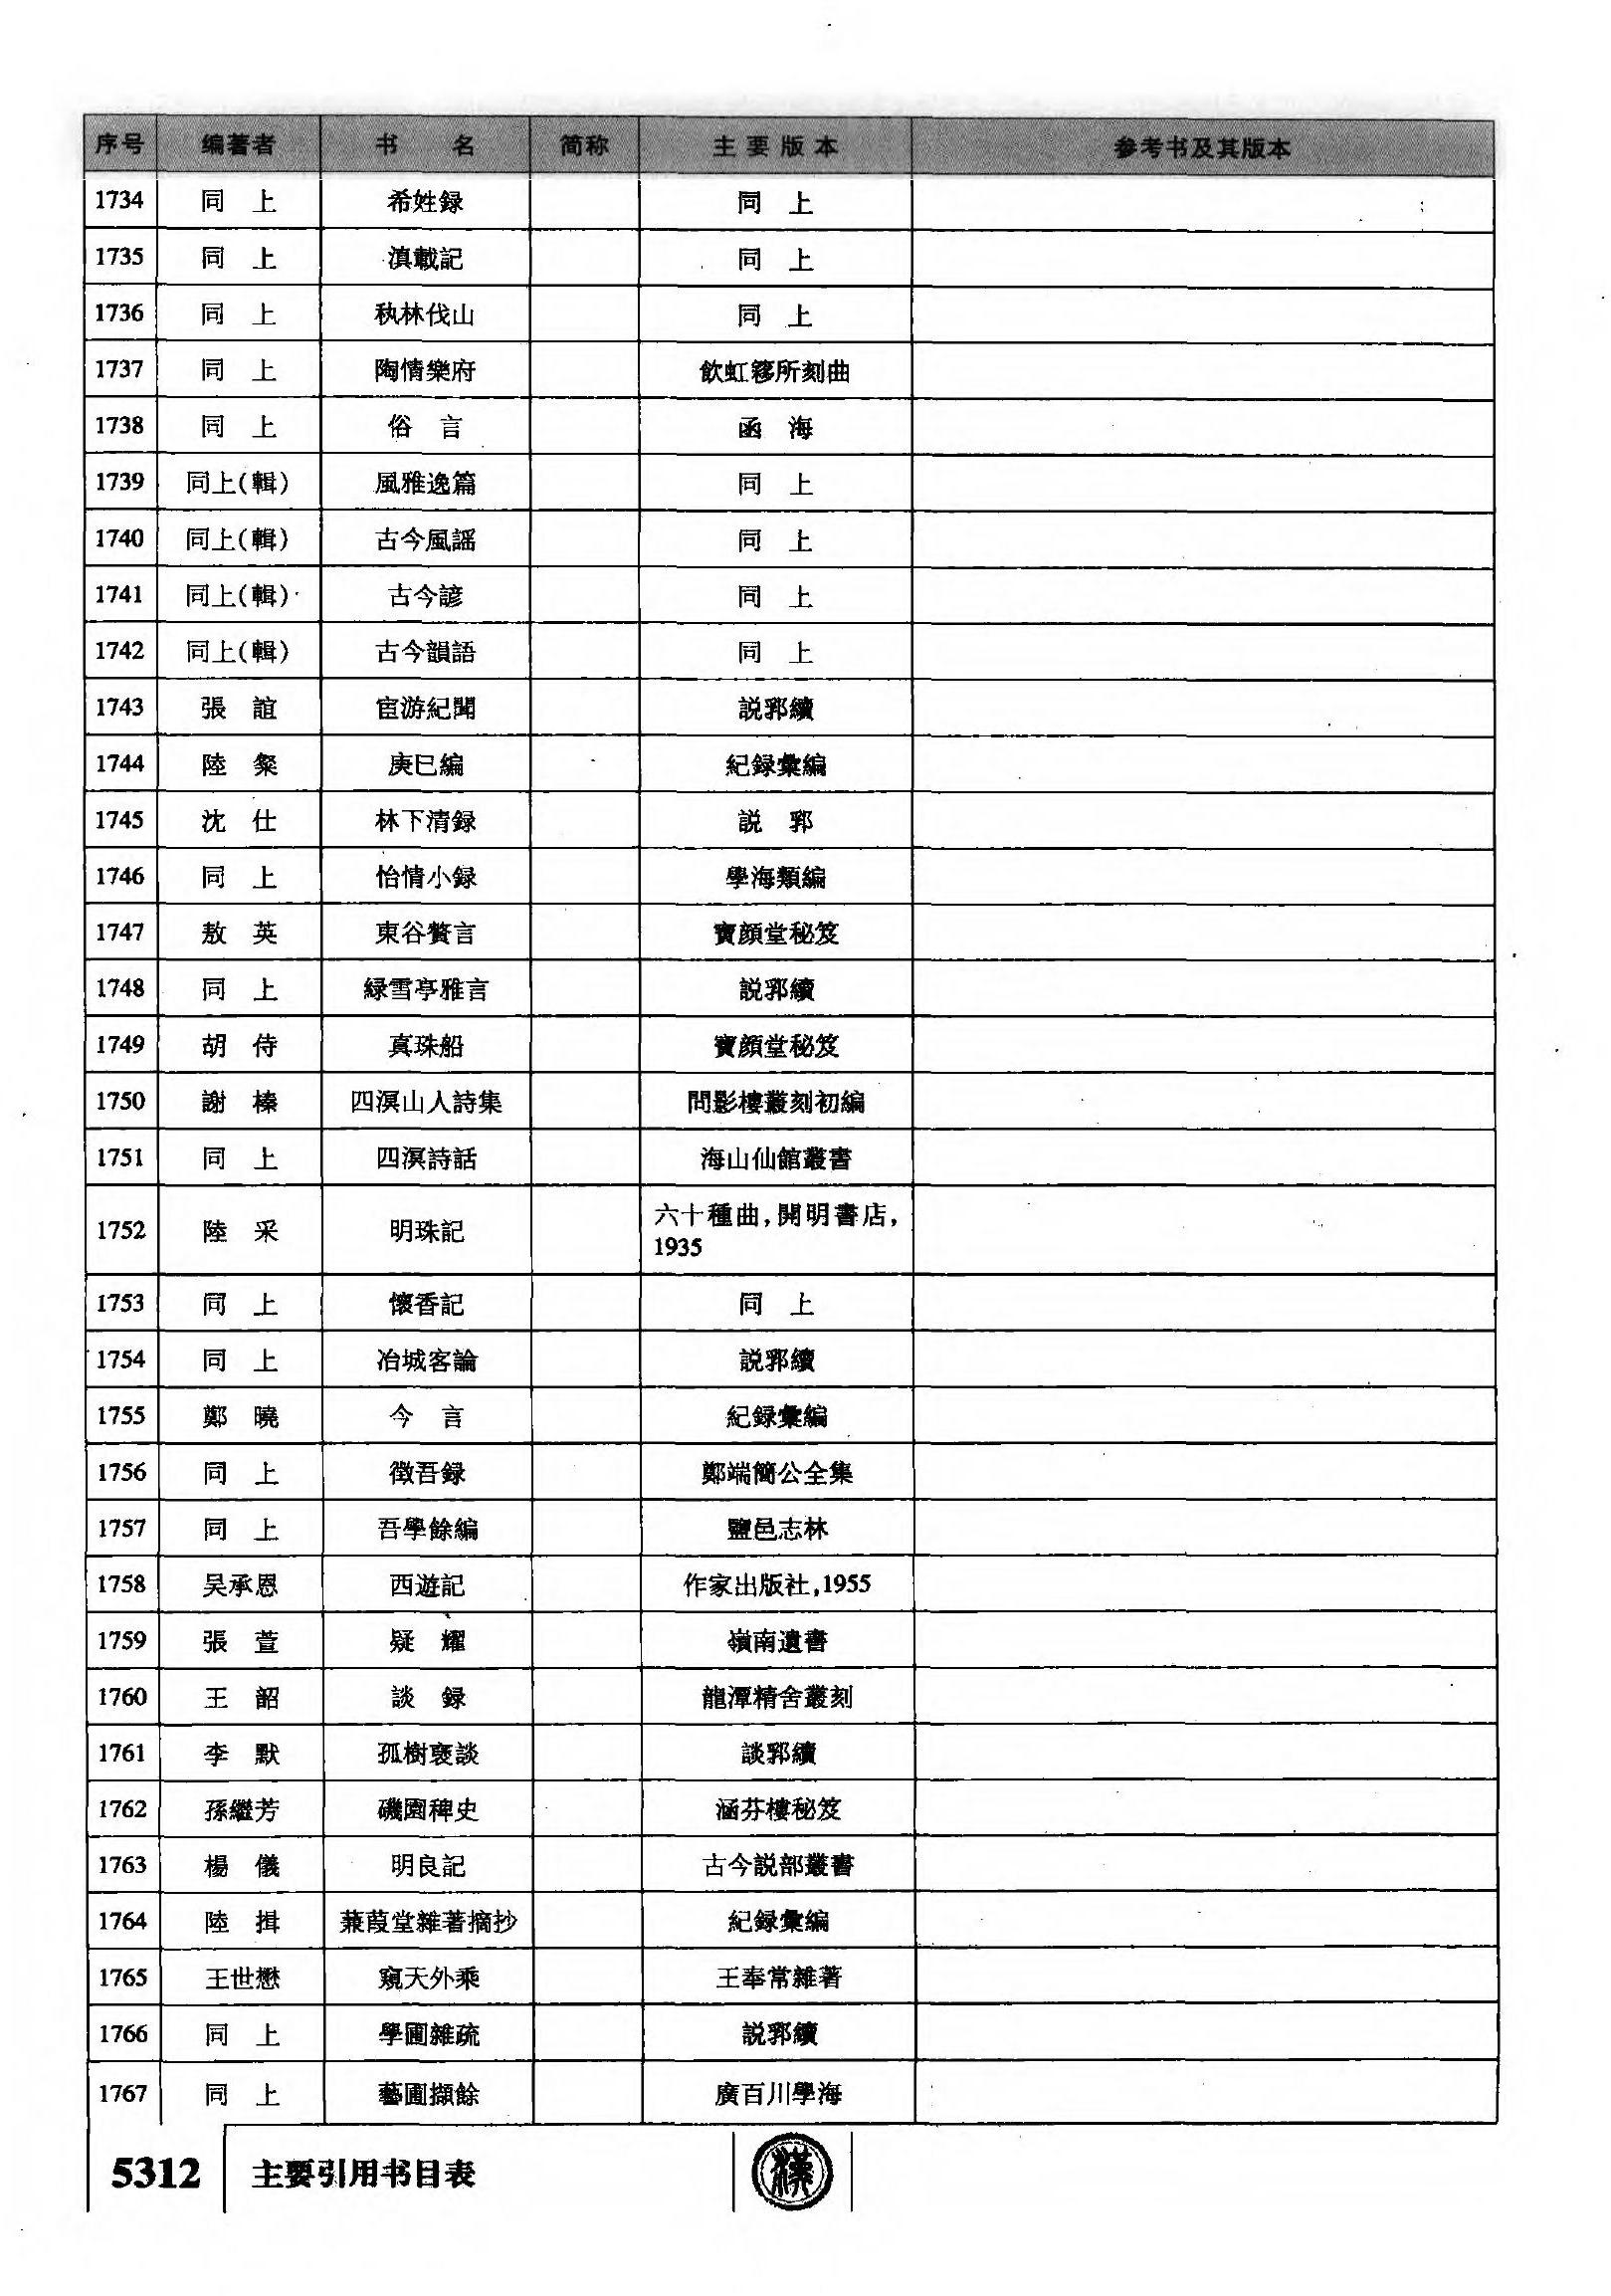 序号 编著者 书 名 简称 主要版本 参考书及其版本
1734 同 上 希姓録 同 上
1735 同 上 滇載記 同 上
1736 同 上 秇林伐山 同 上
1737 同 上 陶情樂府 飲虹簃所刻曲
1738 同 上 俗 言 函 海
1739 同上(輯) 風雅逸篇 同 上
1740 同上(輯) 古今風謡 同 上
1741 同上(輯) 古今諺 同 上
1742 同上(輯) 古今韻語 同 上
1743 張 誼 宦游紀聞 説郛續
1744 陸 粲 庚巳編 紀録彙編
1745 沈 仕 林下清録 説 郛
1746 同 上 怡情小録 學海類編
1747 敖 英 東谷贅言 寶顔堂秘笈
1748 同 上 緑雪亭雅言 説郛續
1749 胡 侍 真珠船 寶顔堂秘笈
1750 謝 榛 四溟山人詩集 問影樓叢刻初編
1751 同 上 四溟詩話 海山仙館叢書
1752 陸 采 明珠記 六十種曲,開明書店,
1935
1753 同 上 懷香記 同 上
1754 同 上 冶城客論 説郛續
1755 鄭 曉 今 言 紀録彙編
1756 同 上 徵吾録 鄭端簡公全集
1757 同 上 吾學餘編 鹽邑志林
1758 吴承恩 西遊記 作家出版社,1955
1759 張 萱 疑 耀 嶺南遺書
1760 王 韶 談 録 龍潭精舍叢刻
1761 李 默 孤樹裒談 談郛續
1762 孫繼芳 磯園稗史 涵芬樓秘笈
1763 楊 儀 明良記 古今説部叢書
1764 陸 揖 蒹葭堂雜著摘抄 紀録彙編
1765 王世懋 窺天外乘 王奉常雜著
1766 同 上 學圃雜疏 説郛續
1767 同 上 藝圃擷餘 廣百川學海
5312 主要引用书目表 漢